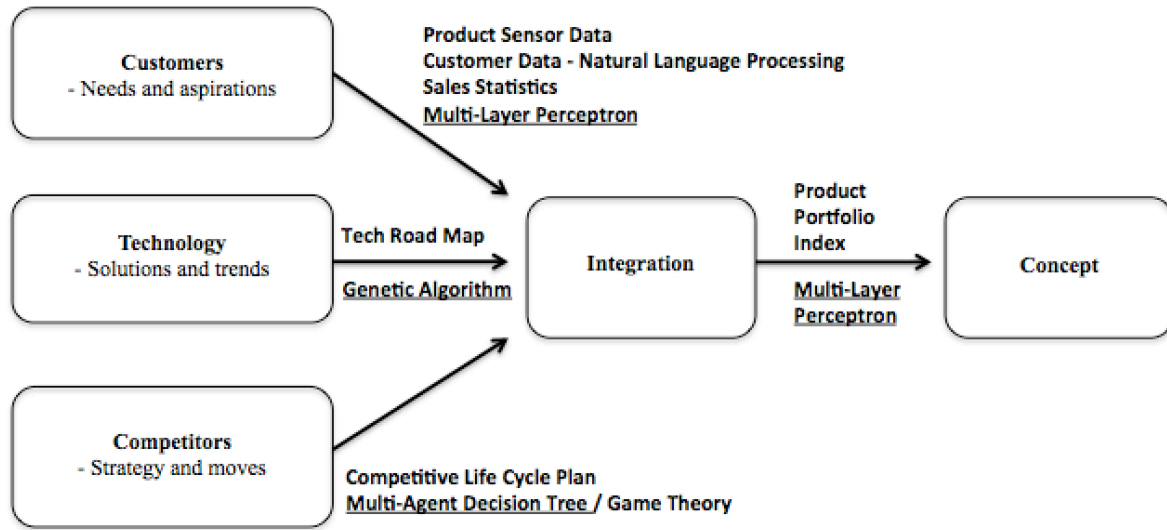 Customers
- Needs and aspirations
Product Sensor Data
Customer Data - Natural Language Processing
Sales Statistics
Multi-Layer Perceptron
Technology
- Solutions and trends
Tech Road Map
Genetic Algorithm
Integration
Product
Portfolio
Index
Multi-Layer
Perceptron
Concept
Competitors
- Strategy and moves
Competitive Life Cycle Plan
Multi-Agent Decision Tree / Game Theory